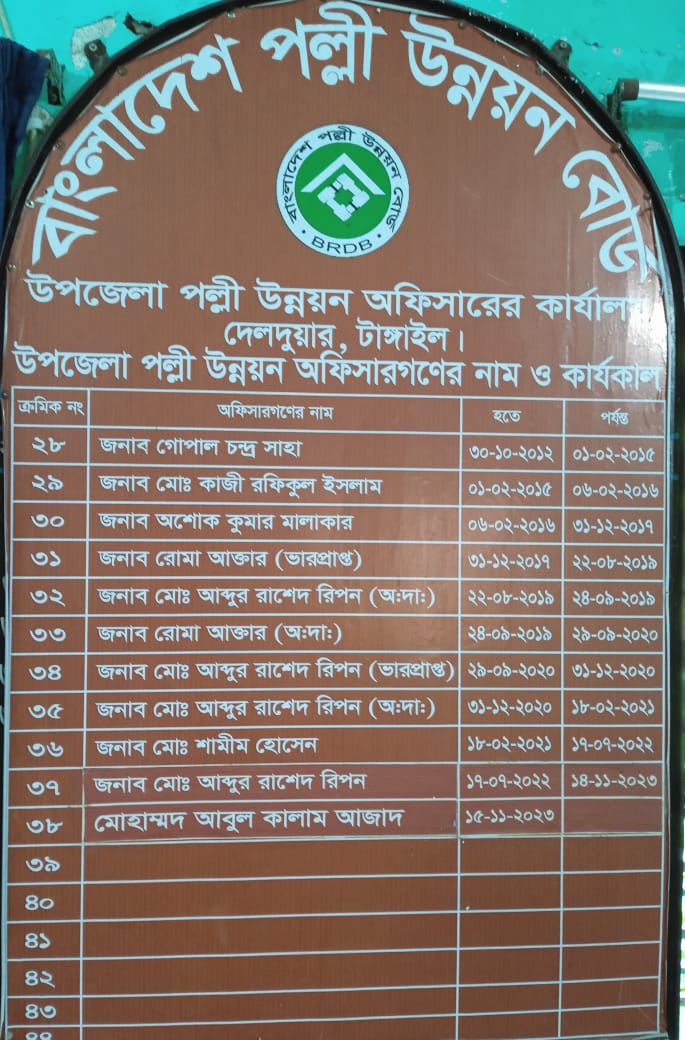 বাংলাদেশ পল্লী উন্নয়ন বোর্ড
বাংলাদেশ পল্লী উন্নয়ন বোর্ড
• BRDB •
উপজেলা পল্লী উন্নয়ন অফিসারের কার্যালয়
দেলদুয়ার, টাঙ্গাইল।
উপজেলা পল্লী উন্নয়ন অফিসারগণের নাম ও কার্যকাল
ক্রমিক নং অফিসারগণের নাম হতে পর্যন্ত
২৮ জনাব গোপাল চন্দ্র সাহা ৩০-১০-২০১২ ০১-০২-২০১৫
২৯ জনাব মোঃ কাজী রফিকুল ইসলাম ০১-০২-২০১৫ ০৬-০২-২০১৬
৩০ জনাব অশোক কুমার মালাকার ০৬-০২-২০১৬ ৩১-১২-২০১৭
৩১ জনাব রোমা আক্তার (ভারপ্রাপ্ত) ৩১-১২-২০১৭ ২২-০৮-২০১৯
৩২ জনাব মোঃ আব্দুর রাশেদ রিপন (অ:দা:) ২২-০৮-২০১৯ ২৪-০৯-২০১৯
৩৩ জনাব রোমা আক্তার (অ:দা:) ২৪-০৯-২০১৯ ২৯-০৯-২০২০
৩৪ জনাব মোঃ আব্দুর রাশেদ রিপন (ভারপ্রাপ্ত) ২৯-০৯-২০২০ ৩১-১২-২০২০
৩৫ জনাব মোঃ আব্দুর রাশেদ রিপন (অ:দা:) ৩১-১২-২০২০ ১৮-০২-২০২১
৩৬ জনাব মোঃ শামীম হোসেন ১৮-০২-২০২১ ১৭-০৭-২০২২
৩৭ জনাব মোঃ আব্দুর রাশেদ রিপন ১৭-০৭-২০২২ ১৪-১১-২০২৩
৩৮ মোহাম্মদ আবুল কালাম আজাদ ১৫-১১-২০২৩
৩৯
৪০
৪১
৪২
৪৩
৪৪